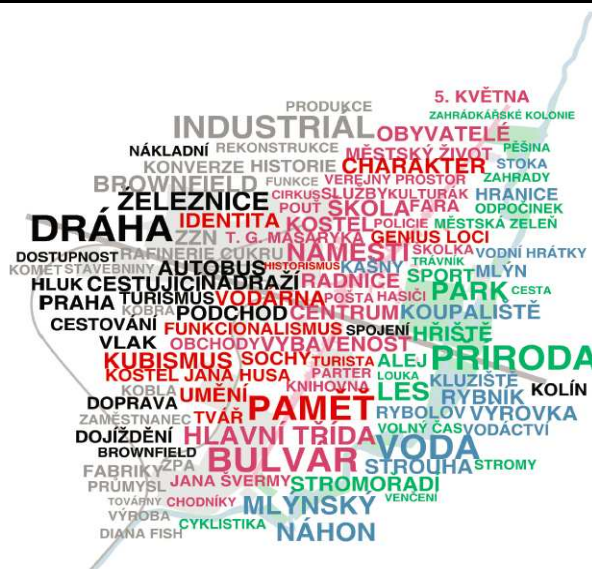 5. KVĚTNA
PRODUKCE
ZAHRÁDKÁŘSKÉ KOLONIE
INDUSTRIÁL OBYVATELÉ
NÁKLADNÍ REKONSTRUKCE MĚSTSKÝ ŽIVOT PĚŠINA
KONVERZE HISTORIE CHARAKTER STOKA
BROWNFIELD FUNKCE VEREJNY PROSTOR ZAHRADY
ŽELEZNICE CIRKUS SLUŽBY KULTURÁK HRANICE
POUŤ ŠKOLA FARA ODPOČINEK
DRÁHA IDENTITA KOSTEL POLICIE MĚSTSKÁ ZELEŇ
ZZN T. G. MASARYKA GENIUS LOCI
DOSTUPNOST RAFINERIE CUKRU NÁMĚSTÍ ŠKOLKA VODNÍ HRÁTKY
KOMET STAVEBNINY AUTOBUS HISTORISMUS KAŠNY TRÁVNÍK MLÝN
HLUK CESTUJÍCÍ NÁDRAŽÍ RADNICE SPORT PARK CESTA
PRAHA TURISMUS VODÁRNA POŠTA HASIČI
KOBRA PODCHOD CENTRUM KOUPALIŠTĚ
CESTOVÁNÍ FUNKCIONALISMUS SPOJENÍ HŘIŠTĚ
VLAK OBCHODY VYBAVENOST
KUBISMUS SOCHY TURISTA ALEJ PŘÍRODA
KOSTEL JANA HUSA PARTER LOUKA KLUZIŠTĚ
KOBLA UMĚNÍ KNIHOVNA LES RYBNÍK KOLÍN
DOPRAVA PAMĚŤ RYBOLOV VÝROVKA
ZAMĚSTNANEC TVÁŘ VOLNÝ ČAS VODÁCTVÍ
DOJÍŽDĚNÍ HLAVNÍ TŘÍDA VODA
BROWNFIELD BULVÁR STROUHA STROMY
FABRIKY ZPA
PRŮMYSL JANA ŠVERMY STROMOŘADÍ
TOVÁRNY CHODNÍKY MLÝNSKÝ VENČENÍ
VÝROBA CYKLISTIKA
DIANA FISH NÁHON